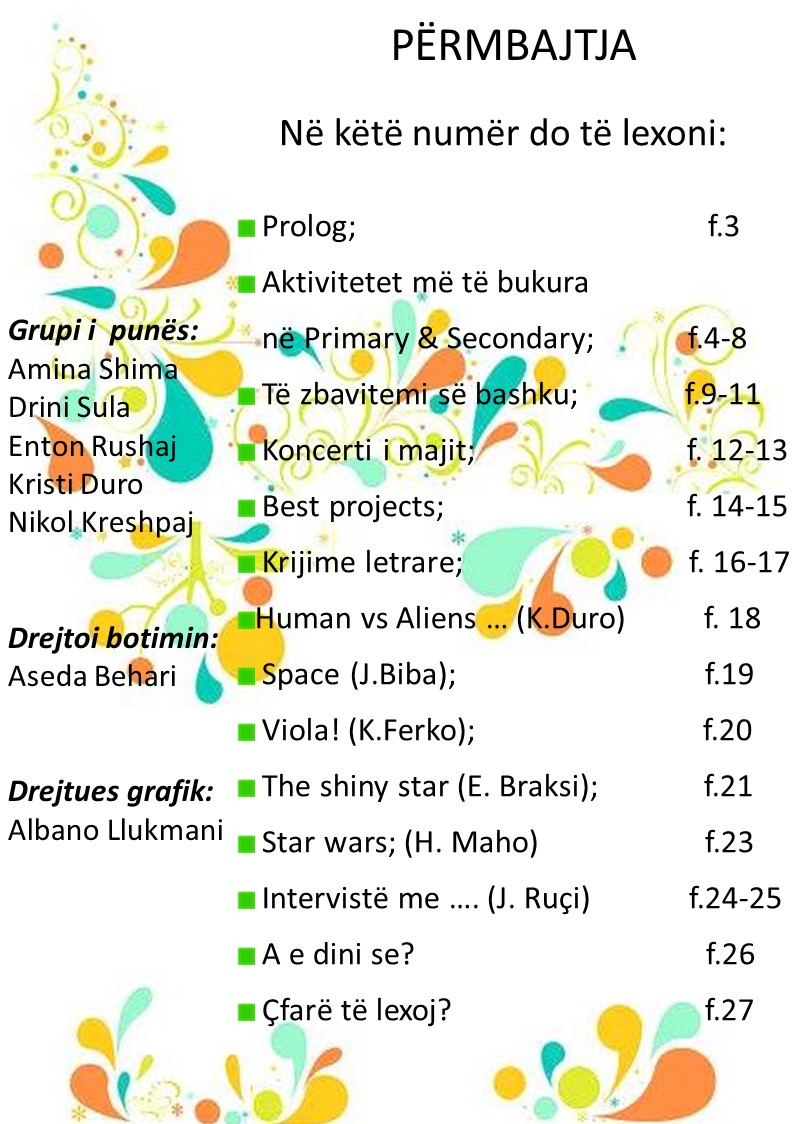 PËRMBAJTJA
Në këtë numër do të lexoni:
Prolog; f.3
Aktivitetet më të bukura
në Primary & Secondary; f.4-8
Të zbavitemi së bashku; f.9-11
Koncerti i majit; f. 12-13
Best projects; f. 14-15
Krijime letrare; f. 16-17
Human vs Aliens ... (K.Duro) f. 18
Space (J.Biba); f.19
Viola! (K.Ferko); f.20
The shiny star (E. Braksi); f.21
Star wars; (H. Maho) f.23
Intervistë me .... (J. Ruçi) f.24-25
A e dini se? f.26
Çfarë të lexoj? f.27
Grupi i punës:
Amina Shima
Drini Sula
Enton Rushaj
Kristi Duro
Nikol Kreshpaj
Drejtoi botimin:
Aseda Behari
Drejtues grafik:
Albano Llukmani